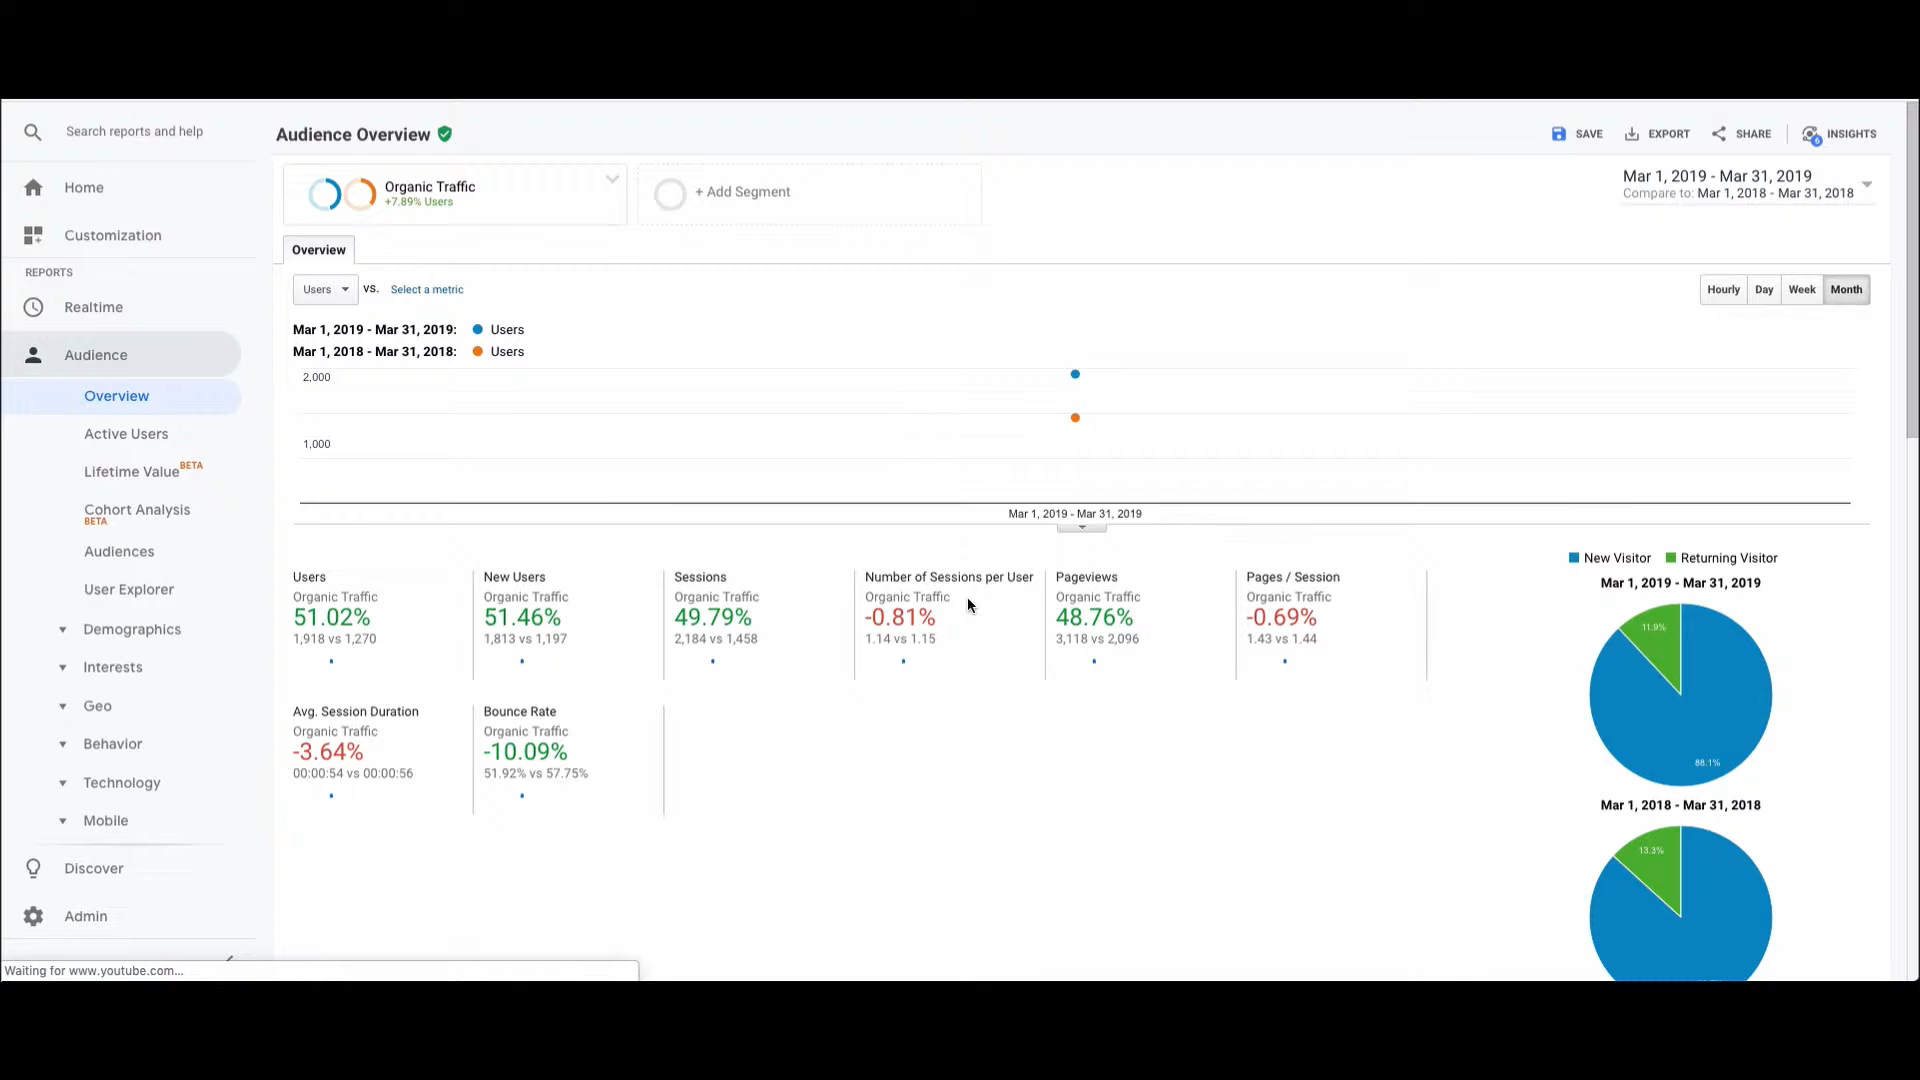 Search reports and help
Home
Customization
REPORTS
Realtime
Audience
Overview
Active Users
Lifetime Value BETA
Cohort Analysis
BETA
Audiences
User Explorer
Demographics
Interests
Geo
Behavior
Technology
Mobile
Discover
Admin
Waiting for www.youtube.com...
Audience Overview
SAVE
EXPORT
SHARE
6
INSIGHTS
Organic Traffic
+7.89% Users
+ Add Segment
Mar 1, 2019 - Mar 31, 2019
Compare to: Mar 1, 2018 - Mar 31, 2018
Overview
Users
VS.
Select a metric
Hourly
Day
Week
Month
Mar 1, 2019 - Mar 31, 2019: Users
Mar 1, 2018 - Mar 31, 2018: Users
2,000
1,000
Mar 1, 2019 - Mar 31, 2019
Users
Organic Traffic
51.02%
1,918 vs 1,270
New Users
Organic Traffic
51.46%
1,813 vs 1,197
Sessions
Organic Traffic
49.79%
2,184 vs 1,458
Number of Sessions per User
Organic Traffic
-0.81%
1.14 vs 1.15
Pageviews
Organic Traffic
48.76%
3,118 vs 2,096
Pages / Session
Organic Traffic
-0.69%
1.43 vs 1.44
Avg. Session Duration
Organic Traffic
-3.64%
00:00:54 vs 00:00:56
Bounce Rate
Organic Traffic
-10.09%
51.92% vs 57.75%
New Visitor
Returning Visitor
Mar 1, 2019 - Mar 31, 2019
11.9%
88.1%
Mar 1, 2018 - Mar 31, 2018
13.3%